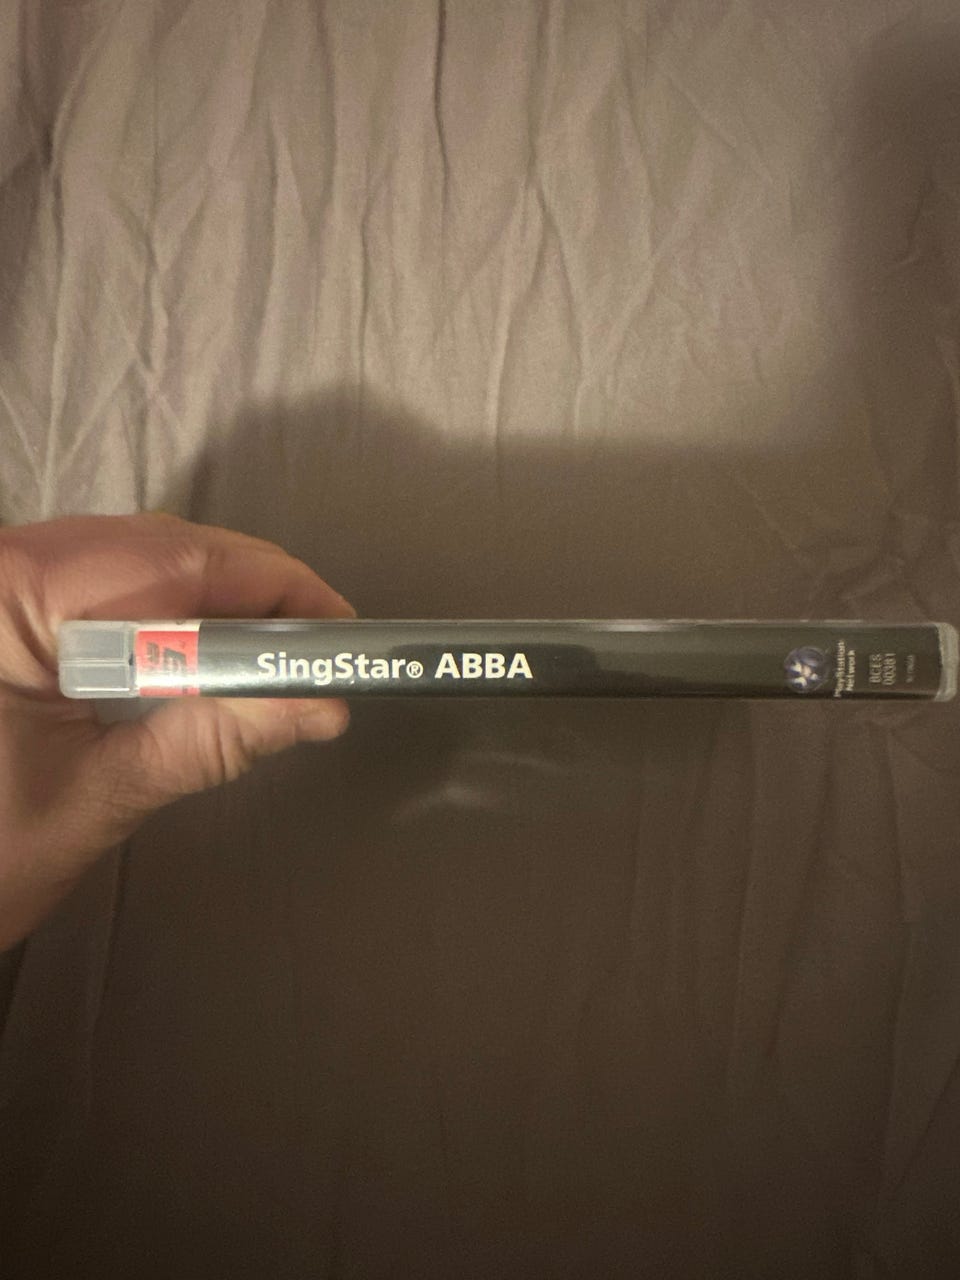 SingStar® ABBA
PlayStation
Network
BCES
00381